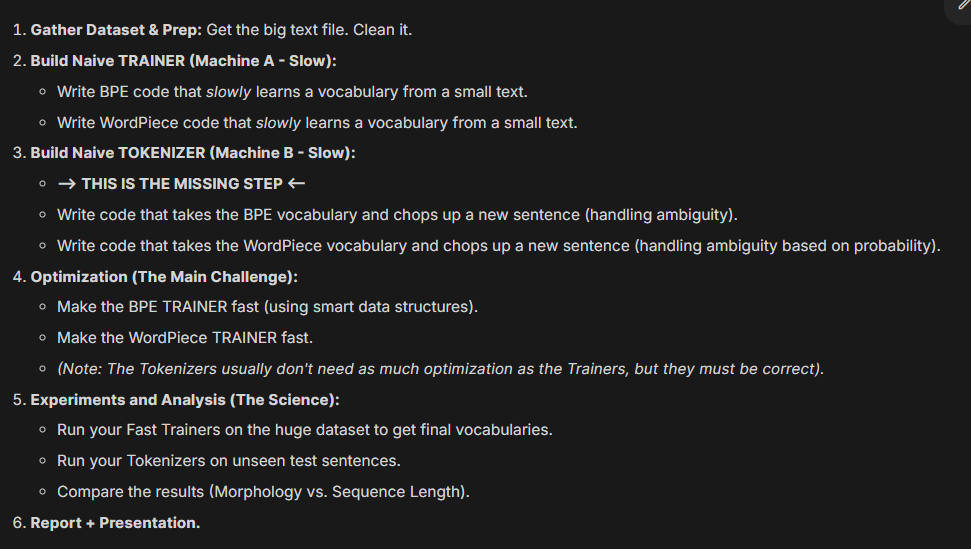 1. Gather Dataset & Prep: Get the big text file. Clean it.
2. Build Naive TRAINER (Machine A - Slow):
◦ Write BPE code that slowly learns a vocabulary from a small text.
◦ Write WordPiece code that slowly learns a vocabulary from a small text.
3. Build Naive TOKENIZER (Machine B - Slow):
◦ → THIS IS THE MISSING STEP ←
◦ Write code that takes the BPE vocabulary and chops up a new sentence (handling ambiguity).
◦ Write code that takes the WordPiece vocabulary and chops up a new sentence (handling ambiguity based on probability).
4. Optimization (The Main Challenge):
◦ Make the BPE TRAINER fast (using smart data structures).
◦ Make the WordPiece TRAINER fast.
◦ (Note: The Tokenizers usually don't need as much optimization as the Trainers, but they must be correct).
5. Experiments and Analysis (The Science):
◦ Run your Fast Trainers on the huge dataset to get final vocabularies.
◦ Run your Tokenizers on unseen test sentences.
◦ Compare the results (Morphology vs. Sequence Length).
6. Report + Presentation.